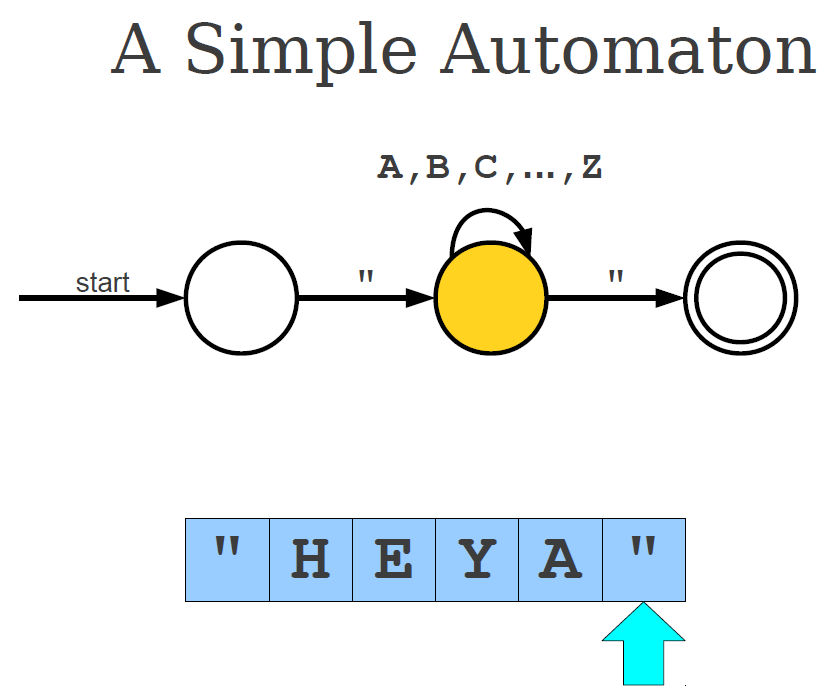 A Simple Automaton
A,B,C,...,Z
start " "
" H E Y A "